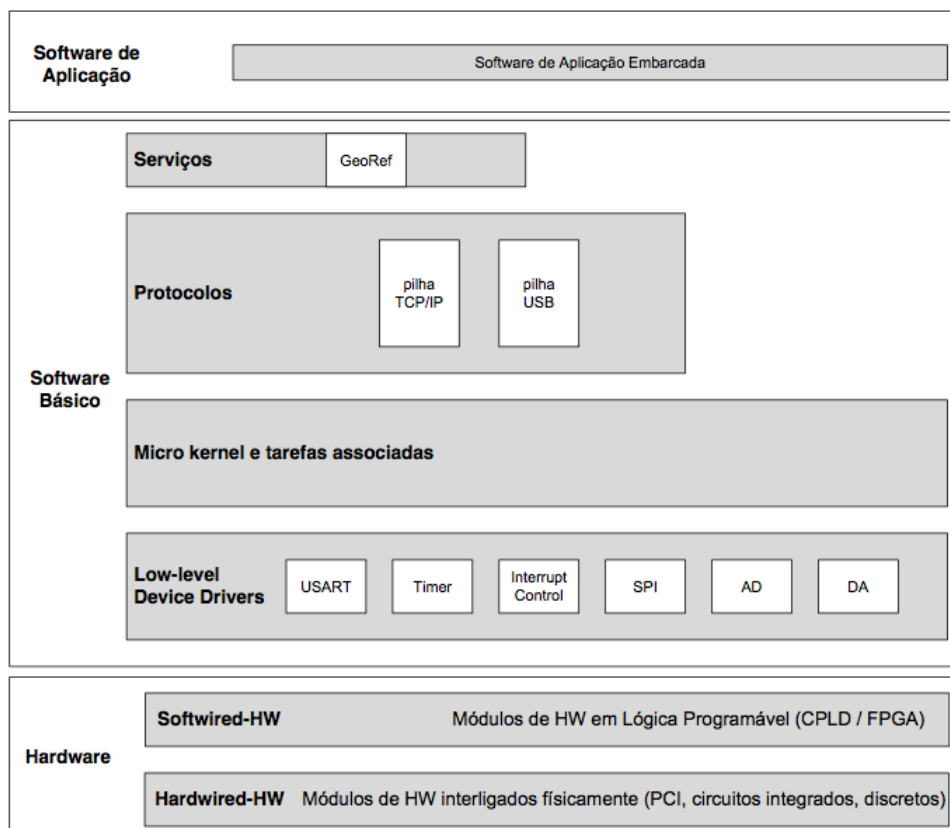 Software de
Aplicação
Software de Aplicação Embarcada
Serviços
GeoRef
Protocolos
pilha
TCP/IP
pilha
USB
Software
Básico
Micro kernel e tarefas associadas
Low-level
Device Drivers
USART
Timer
Interrupt
Control
SPI
AD
DA
Hardware
Softwired-HW
Módulos de HW em Lógica Programável (CPLD / FPGA)
Hardwired-HW
Módulos de HW interligados físicamente (PCI, circuitos integrados, discretos)